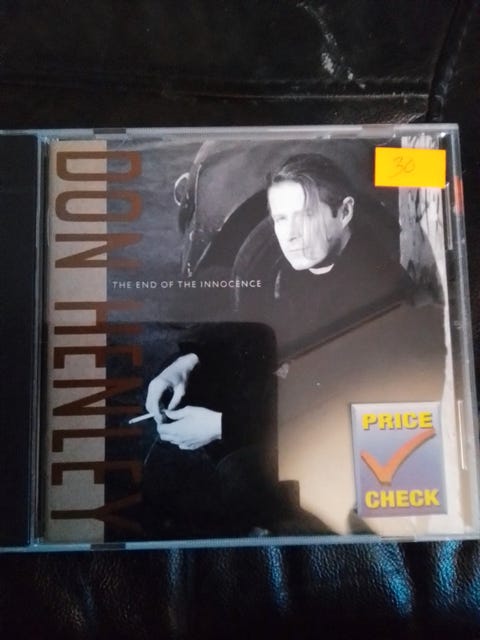 DON HENLEY
THE END OF THE INNOCENCE
30
PRICE
CHECK